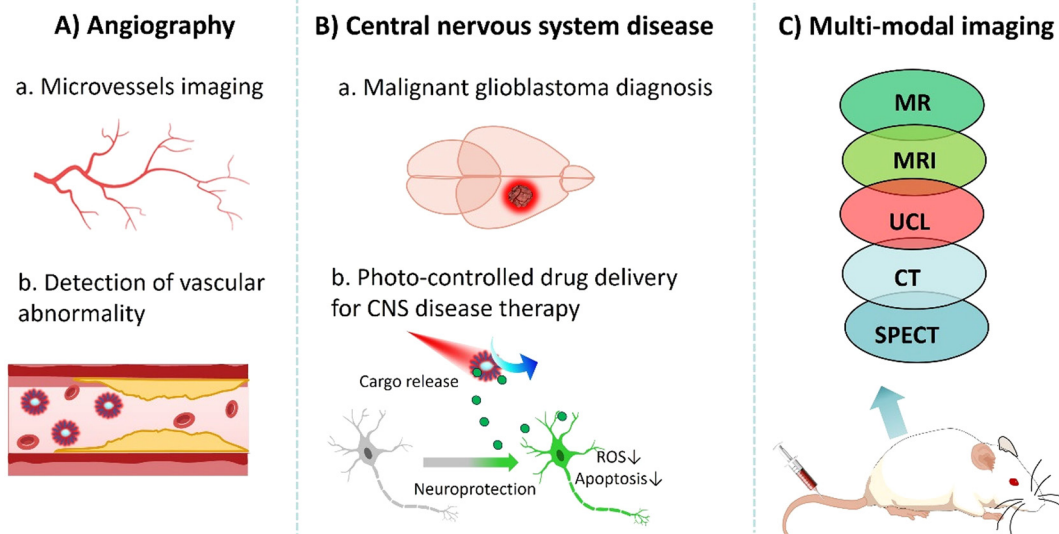 A) Angiography
a. Microvessels imaging
b. Detection of vascular
abnormality
B) Central nervous system disease
a. Malignant glioblastoma diagnosis
b. Photo-controlled drug delivery
for CNS disease therapy
Cargo release
Neuroprotection
ROS↓
Apoptosis↓
C) Multi-modal imaging
MR
MRI
UCL
CT
SPECT